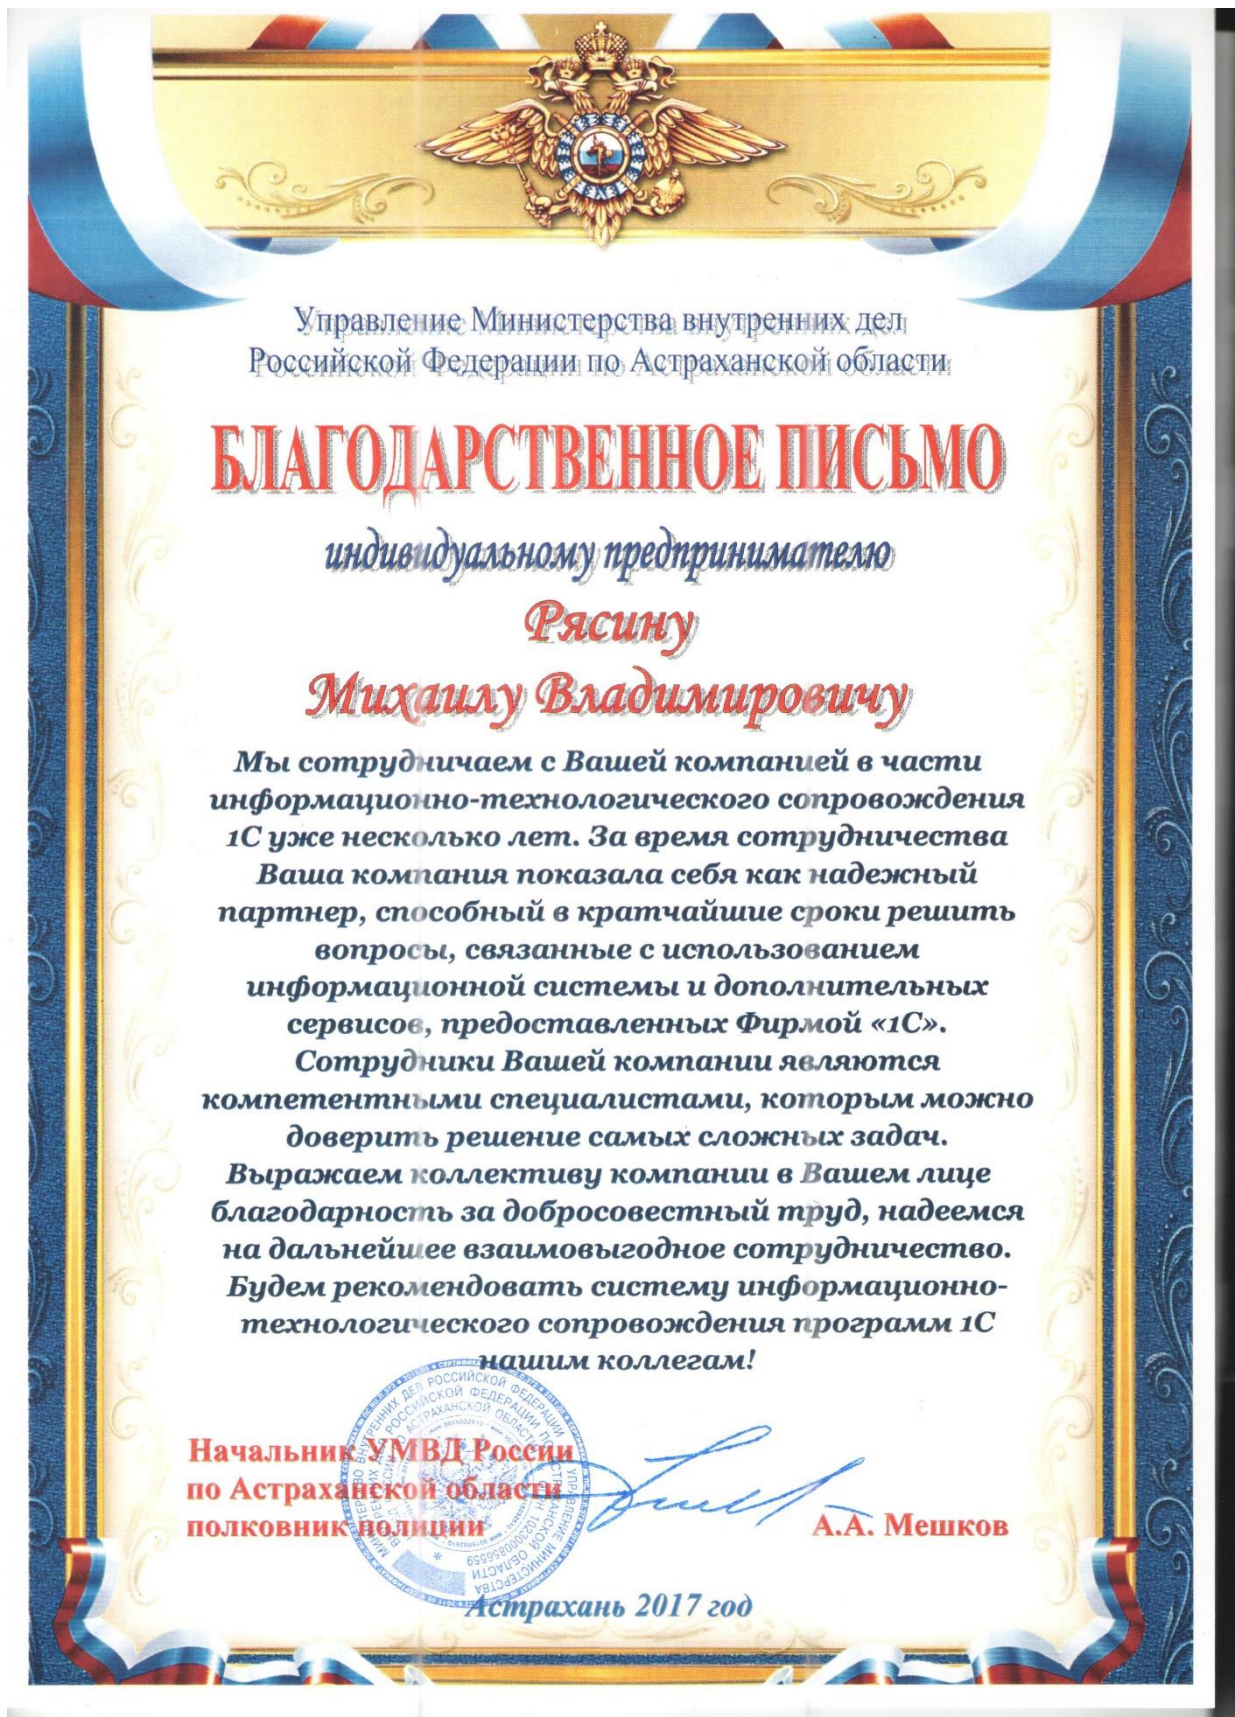 Управление Министерства внутренних дел
Российской Федерации по Астраханской области
БЛАГОДАРСТВЕННОЕ ПИСЬМО
индивидуальному предпринимателю
Рясину
Михаилу Владимировичу
Мы сотрудничаем с Вашей компанией в части
информационно-технологического сопровождения
1С уже несколько лет. За время сотрудничества
Ваша компания показала себя как надежный
партнер, способный в кратчайшие сроки решить
вопросы, связанные с использованием
информационной системы и дополнительных
сервисов, предоставленных Фирмой «1С».
Сотрудники Вашей компании являются
компетентными специалистами, которым можно
доверить решение самых сложных задач.
Выражаем коллективу компании в Вашем лице
благодарность за добросовестный труд, надеемся
на дальнейшее взаимовыгодное сотрудничество.
Будем рекомендовать систему информационно-
технологического сопровождения программ 1С
нашим коллегам!
Начальник УМВД России
по Астраханской области
полковник полиции
А.А. Мешков
Астрахань 2017 год